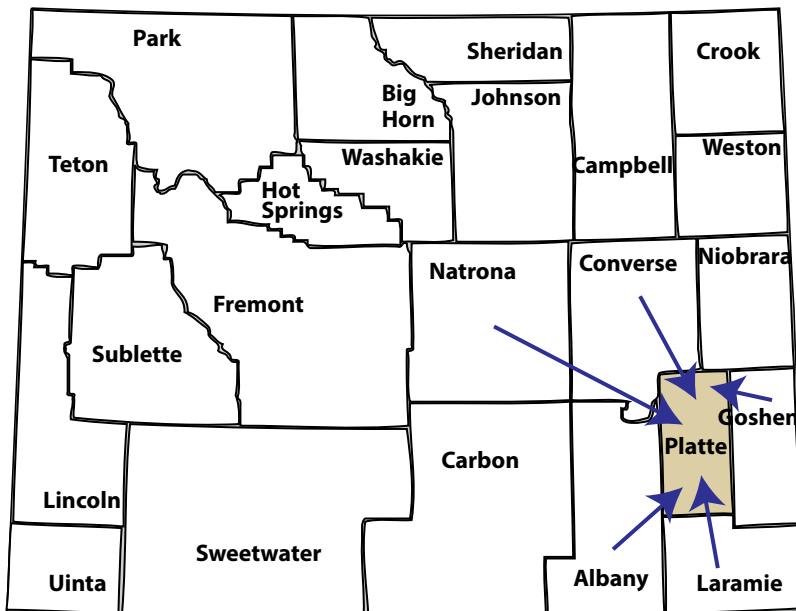 Park
Sheridan
Crook
Big
Horn
Johnson
Teton
Washakie
Campbell
Weston
Hot
Springs
Natrona
Converse
Niobrara
Fremont
Sublette
Goshen
Platte
Carbon
Lincoln
Sweetwater
Uinta
Albany
Laramie